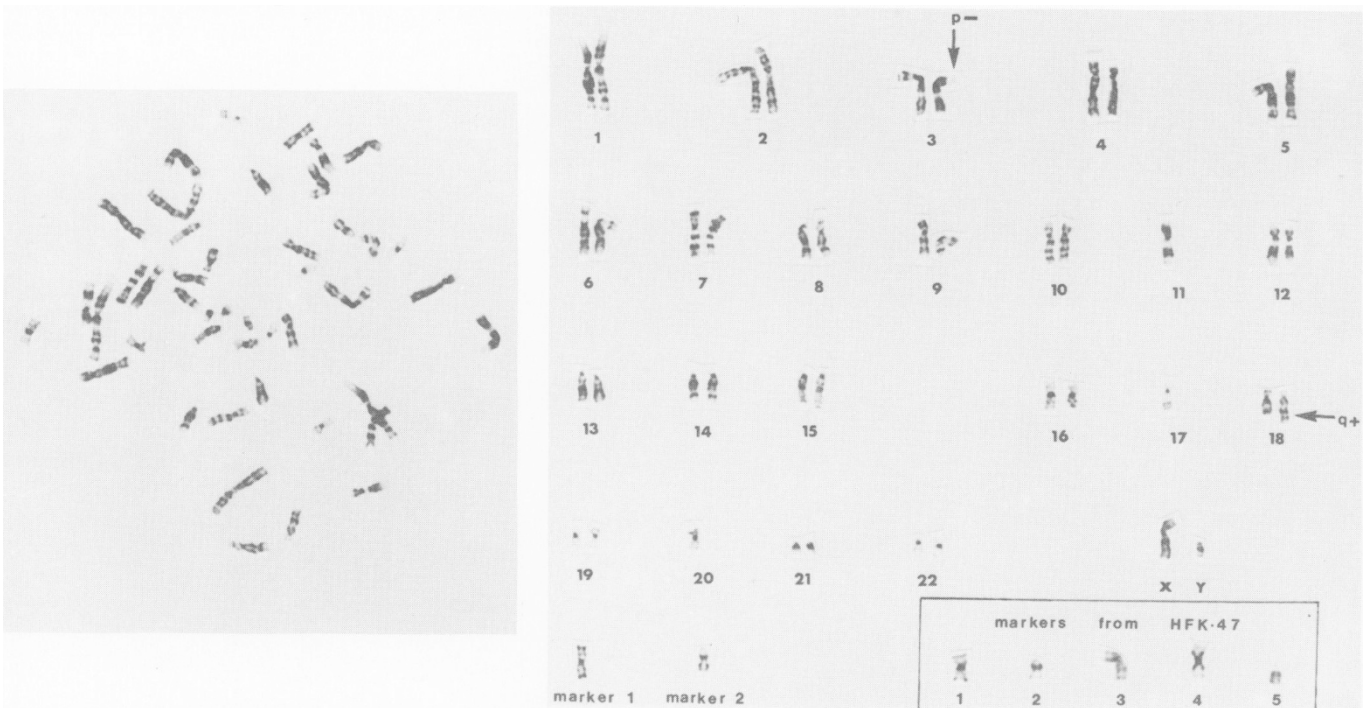 p–
1 2 3 4 5
6 7 8 9 10 11 12
13 14 15 16 17 18
q+
19 20 21 22 X Y
markers from HFK·47
marker 1 marker 2
1 2 3 4 5